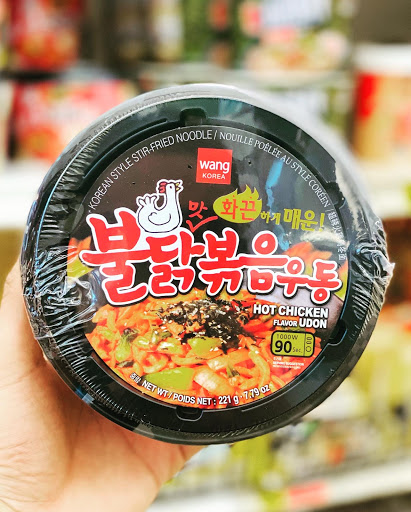 KOREAN STYLE STIR-FRIED NOODLE / NOUILLE POÊLÉE AU STYLE CORÉEN
wang
KOREA
맛
화끈하게 매운!
불닭볶음우동
HOT CHICKEN
FLAVOR UDON
1000W
90 Sec.
NET WT / POIDS NET : 221 g 7.79 oz